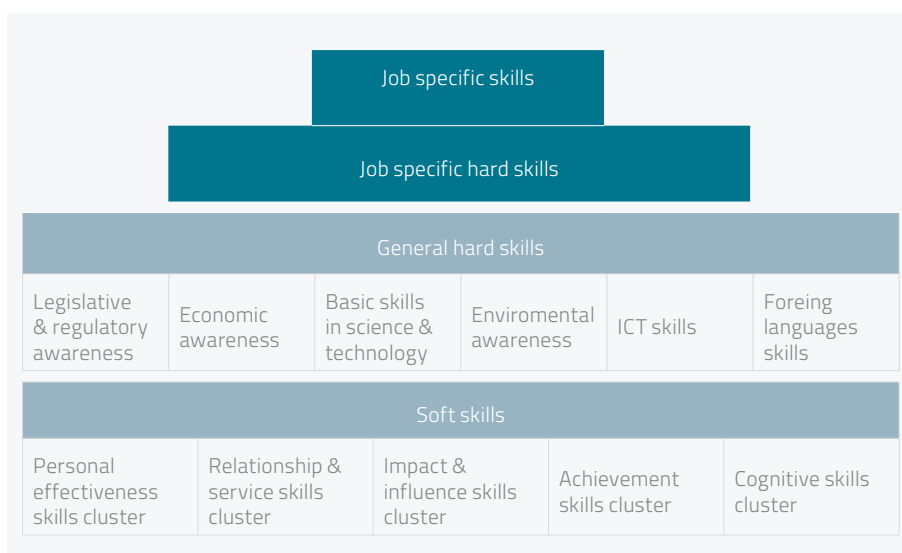 Job specific skills
Job specific hard skills
General hard skills
Legislative
& regulatory
awareness
Economic
awareness
Basic skills
in science &
technology
Enviromental
awareness
ICT skills
Foreing
languages
skills
Soft skills
Personal
effectiveness
skills cluster
Relationship &
service skills
cluster
Impact &
influence skills
cluster
Achievement
skills cluster
Cognitive skills
cluster